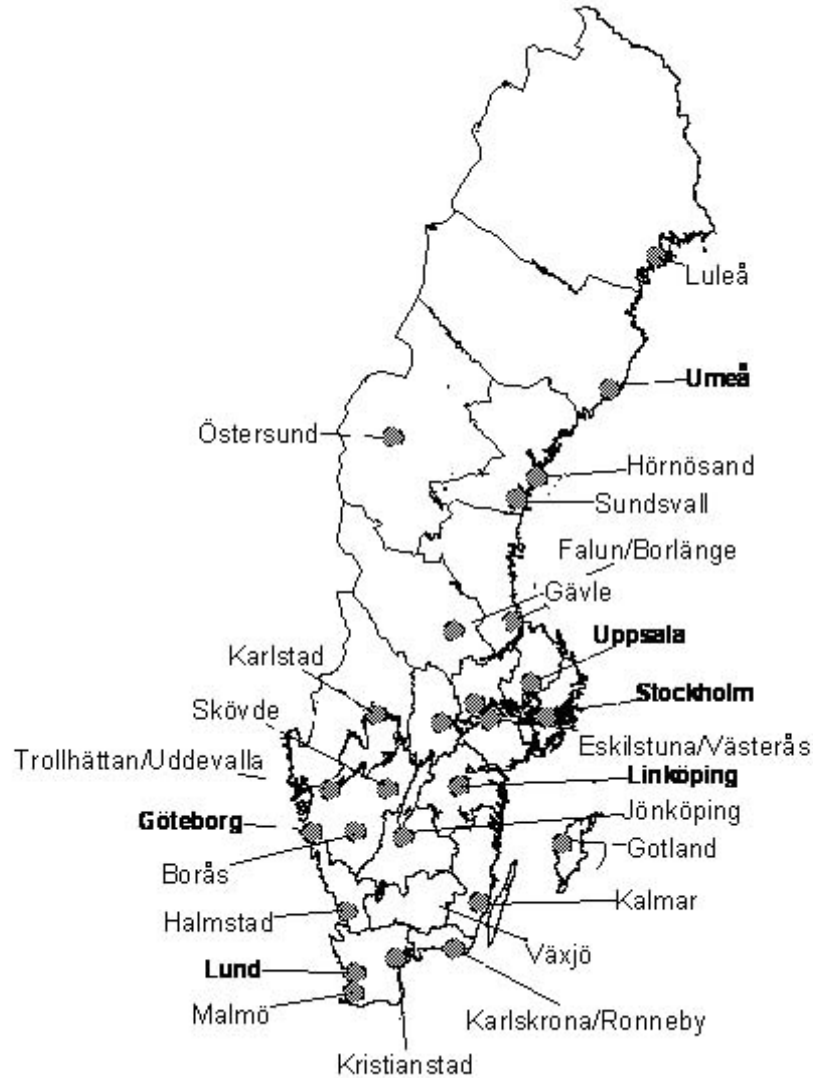 Luleå
Umeå
Östersund
Hörnösand
Sundsvall
Falun/Borlänge
Gävle
Uppsala
Karlstad
Stockholm
Skövde
Eskilstuna/Västerås
Trollhättan/Uddevalla
Linköping
Göteborg
Jönköping
Gotland
Borås
Kalmar
Halmstad
Växjö
Lund
Malmö
Karlskrona/Ronneby
Kristianstad